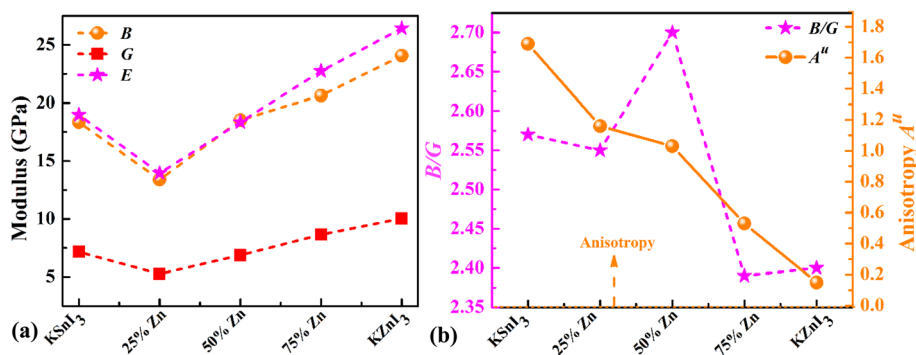 B
G
E
25
20
15
10
5
Modulus (GPa)
KSnI3
25% Zn
50% Zn
75% Zn
KZnI3
(a)
B/G
A^u
2.70
2.65
2.60
2.55
2.50
2.45
2.40
2.35
B/G
Anisotropy
1.8
1.6
1.4
1.2
1.0
0.8
0.6
0.4
0.2
0.0
Anisotropy A^u
KSnI3
25% Zn
50% Zn
75% Zn
KZnI3
(b)